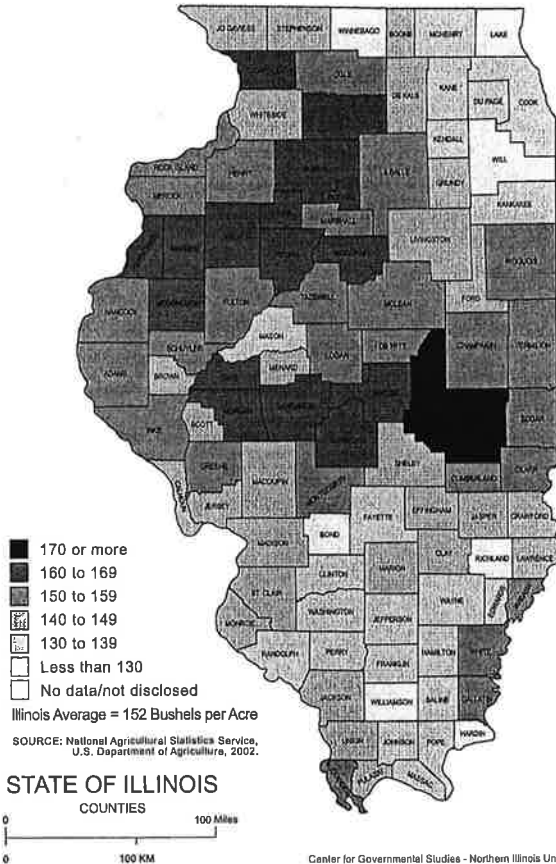 JO DAVIESS STEPHENSON WINNEBAGO BOONE MCHENRY LAKE
OGLE
DE KALB KANE COOK
DU PAGE
WHITESIDE
KENDALL WILL
ROCK ISLAND HENRY LA SALLE
GRUNDY
KANKAKEE
MARSHALL
LIVINGSTON
IROQUOIS
FORD
HANCOCK MCDONOUGH FULTON TAZEWELL MCLEAN
MASON
SCHUYLER LOGAN DE WITT CHAMPAIGN VERMILION
MENARD
ADAMS BROWN
SCOTT EDGAR
PIKE
GREENE MACOUPIN SHELBY CUMBERLAND CLARK
MONTGOMERY
CALHOUN JERSEY
FAYETTE EFFINGHAM JASPER CRAWFORD
MADISON BOND
CLAY RICHLAND LAWRENCE
CLINTON MARION
ST CLAIR WAYNE
WASHINGTON JEFFERSON
MONROE
RANDOLPH PERRY HAMILTON WHITE
FRANKLIN
JACKSON WILLIAMSON SALINE GALLATIN
HARDIN
UNION JOHNSON POPE
PULASKI MASSAC
170 or more
160 to 169
150 to 159
140 to 149
130 to 139
Less than 130
No data/not disclosed
Illinois Average = 152 Bushels per Acre
SOURCE: National Agricultural Statistics Service,
U.S. Department of Agriculture, 2002.
STATE OF ILLINOIS
COUNTIES
0 100 Miles
0 100 KM
Center for Governmental Studies - Northern Illinois Un